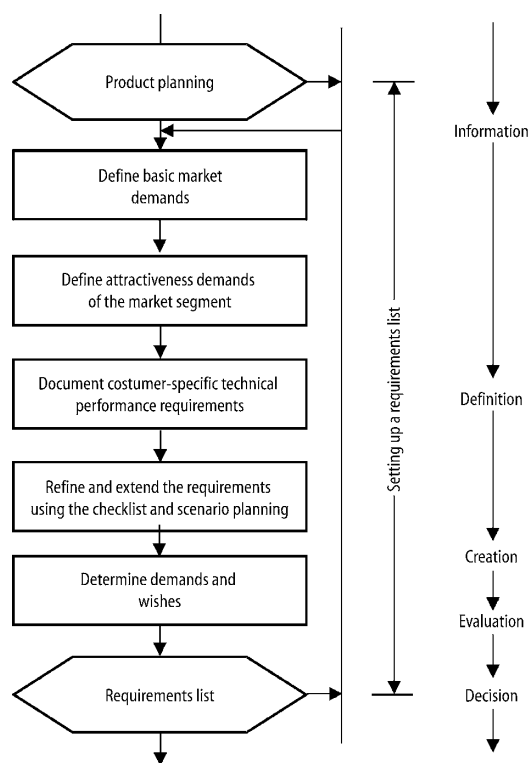 Product planning
Information
Define basic market
demands
Define attractiveness demands
of the market segment
Document costumer-specific technical
performance requirements
Definition
Setting up a requirements list
Refine and extend the requirements
using the checklist and scenario planning
Creation
Determine demands and
wishes
Evaluation
Requirements list
Decision